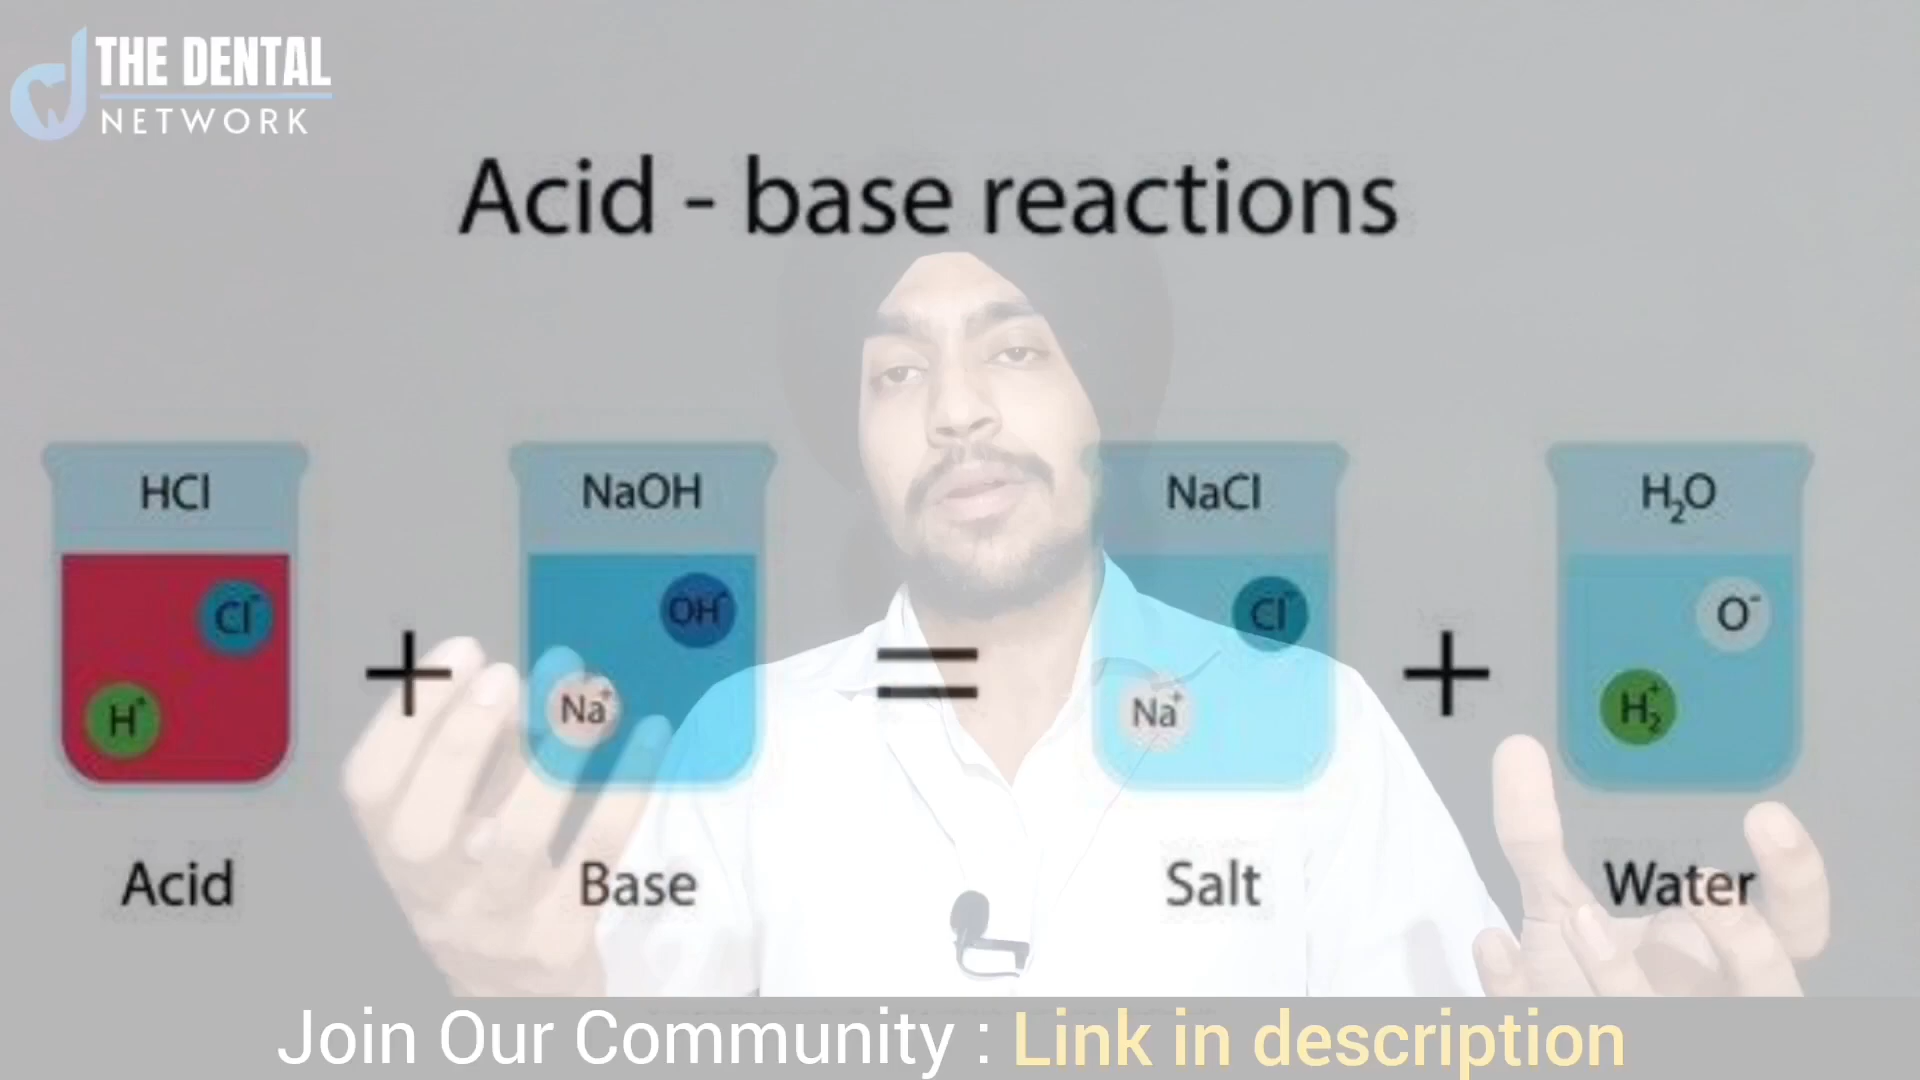 THE DENTAL
NETWORK
Acid - base reactions
HCl
NaOH
NaCl
H₂O
Cl⁻
OH⁻
Cl⁻
O⁻
H⁺
Na⁺
Na⁺
H₂⁺
+
=
+
Acid
Base
Salt
Water
Join Our Community : Link in description